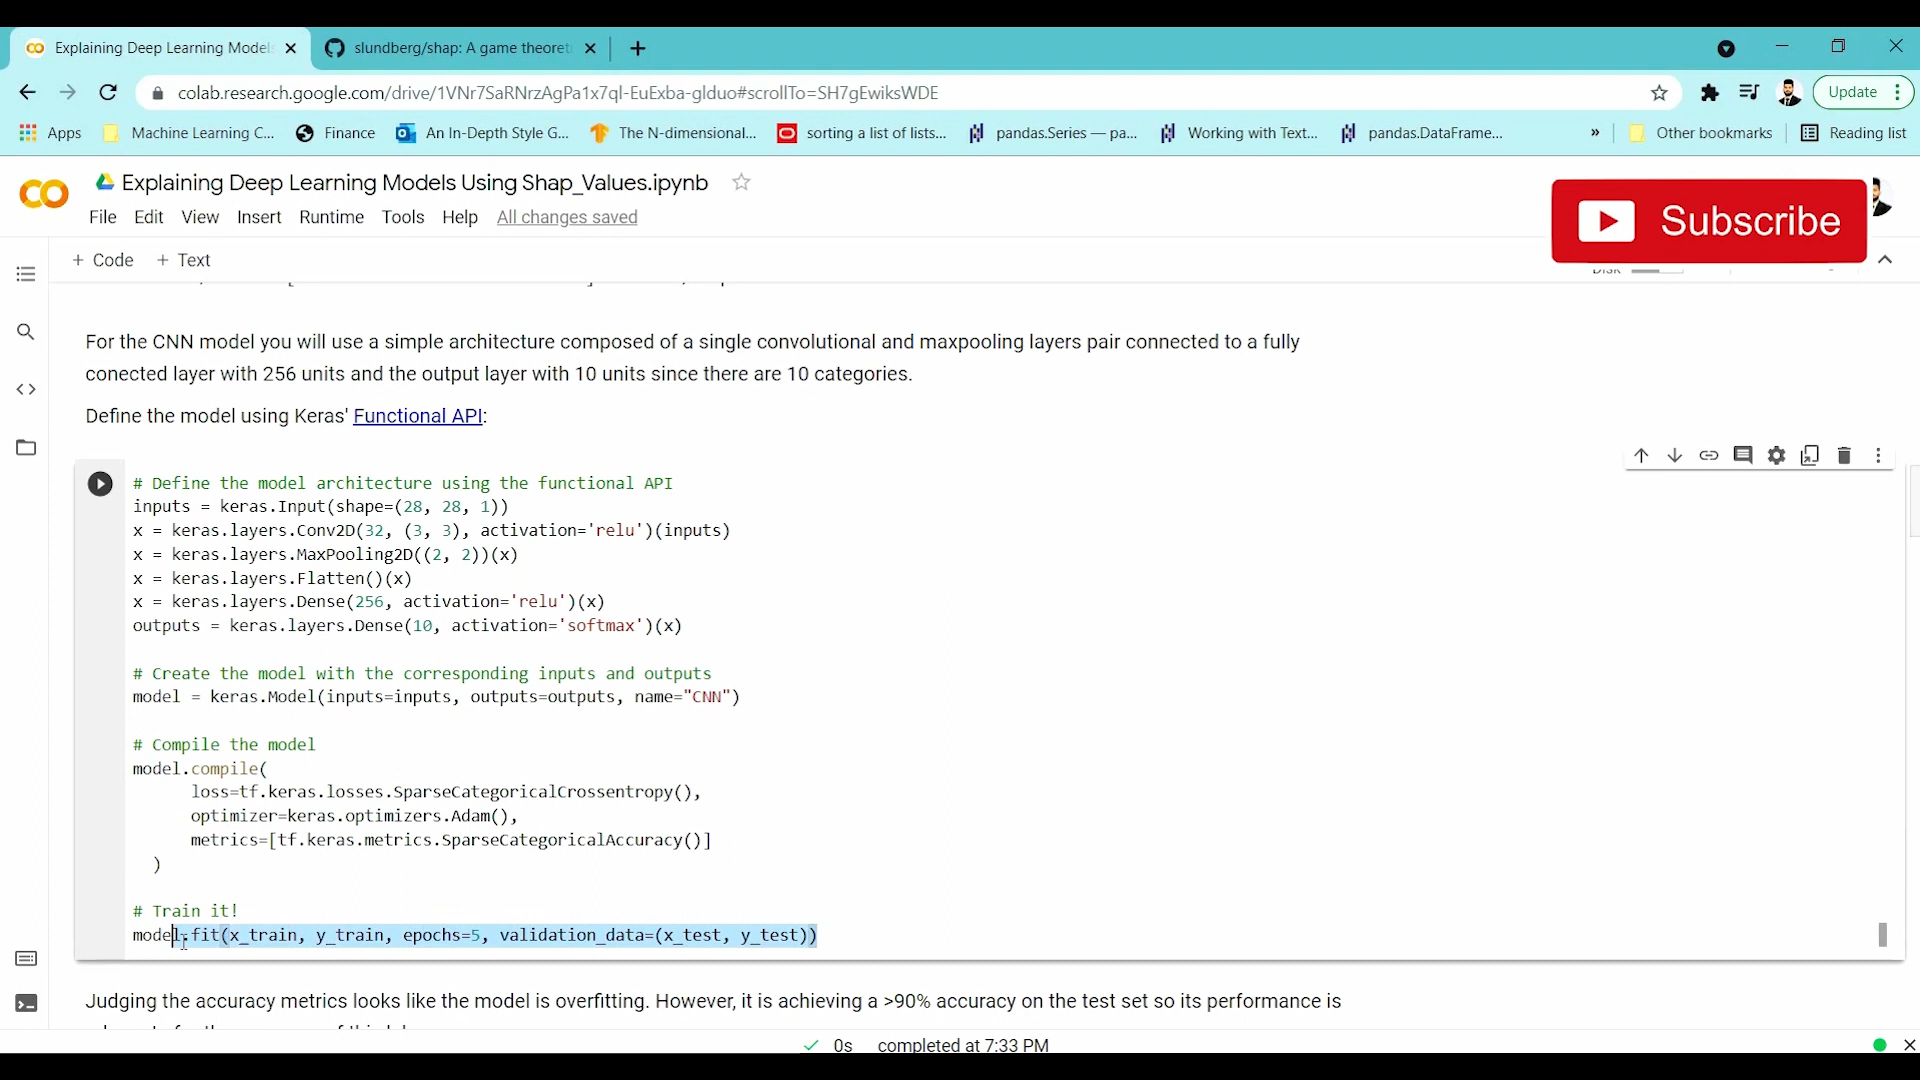 Explaining Deep Learning Models
slundberg/shap: A game theoret
colab.research.google.com/drive/1VNr7SaRNrzAgPa1x7ql-EuExba-glduo#scrollTo=SH7gEwiksWDE
Update
Apps
Machine Learning C...
Finance
An In-Depth Style G...
The N-dimensional...
sorting a list of lists...
pandas.Series — pa...
Working with Text...
pandas.DataFrame...
»
Other bookmarks
Reading list
Explaining Deep Learning Models Using Shap_Values.ipynb
File Edit View Insert Runtime Tools Help All changes saved
Subscribe
+ Code + Text
Disk
For the CNN model you will use a simple architecture composed of a single convolutional and maxpooling layers pair connected to a fully
conected layer with 256 units and the output layer with 10 units since there are 10 categories.
Define the model using Keras' Functional API:
# Define the model architecture using the functional API
inputs = keras.Input(shape=(28, 28, 1))
x = keras.layers.Conv2D(32, (3, 3), activation='relu')(inputs)
x = keras.layers.MaxPooling2D((2, 2))(x)
x = keras.layers.Flatten()(x)
x = keras.layers.Dense(256, activation='relu')(x)
outputs = keras.layers.Dense(10, activation='softmax')(x)
# Create the model with the corresponding inputs and outputs
model = keras.Model(inputs=inputs, outputs=outputs, name="CNN")
# Compile the model
model.compile(
loss=tf.keras.losses.SparseCategoricalCrossentropy(),
optimizer=keras.optimizers.Adam(),
metrics=[tf.keras.metrics.SparseCategoricalAccuracy()]
)
# Train it!
model.fit(x_train, y_train, epochs=5, validation_data=(x_test, y_test))
Judging the accuracy metrics looks like the model is overfitting. However, it is achieving a >90% accuracy on the test set so its performance is
0s completed at 7:33 PM